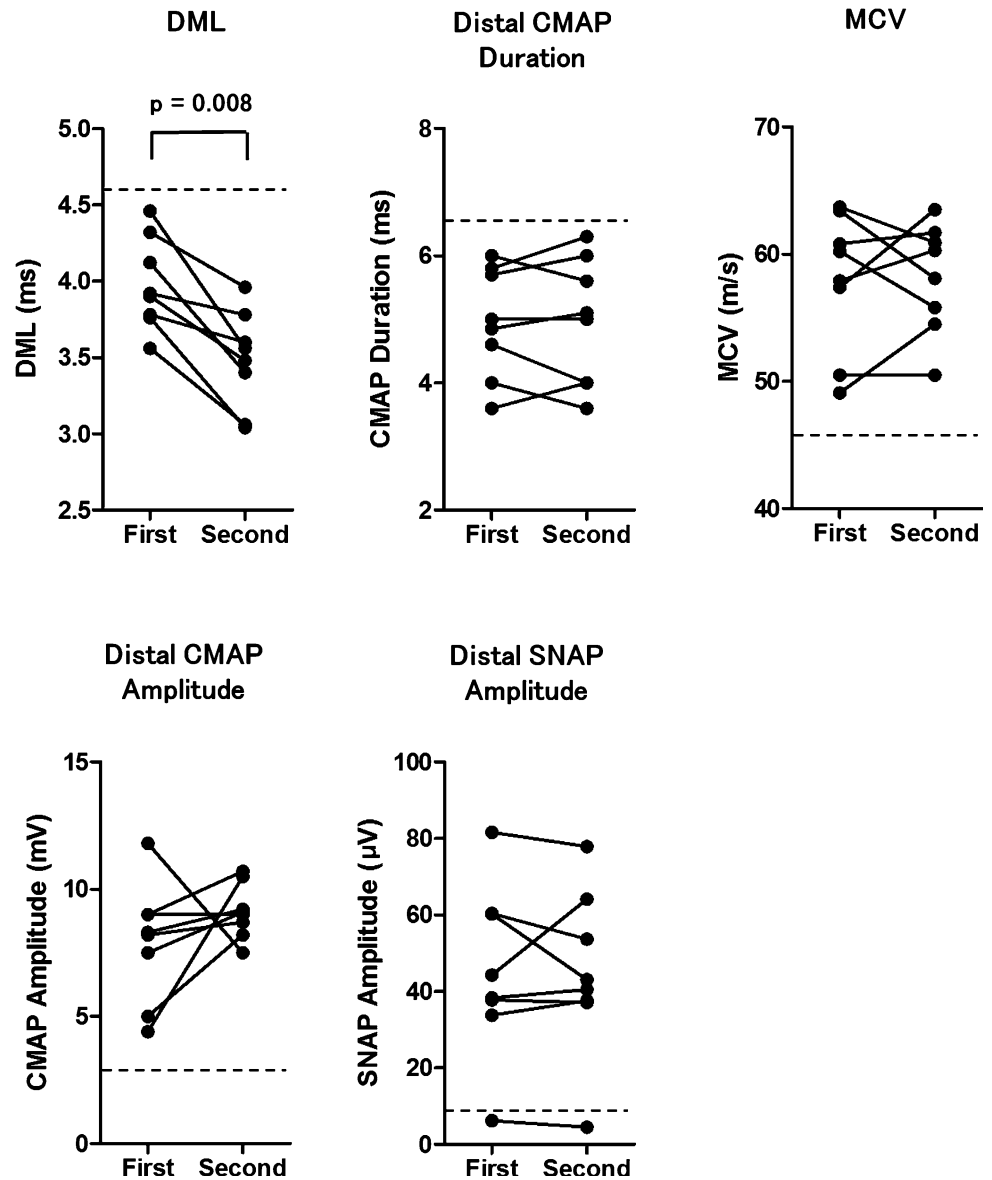 DML
p = 0.008
DML (ms)
5.0
4.5
4.0
3.5
3.0
2.5
First Second
Distal CMAP
Duration
CMAP Duration (ms)
8
6
4
2
First Second
MCV
MCV (m/s)
70
60
50
40
First Second
Distal CMAP
Amplitude
CMAP Amplitude (mV)
15
10
5
0
First Second
Distal SNAP
Amplitude
SNAP Amplitude (μV)
100
80
60
40
20
0
First Second